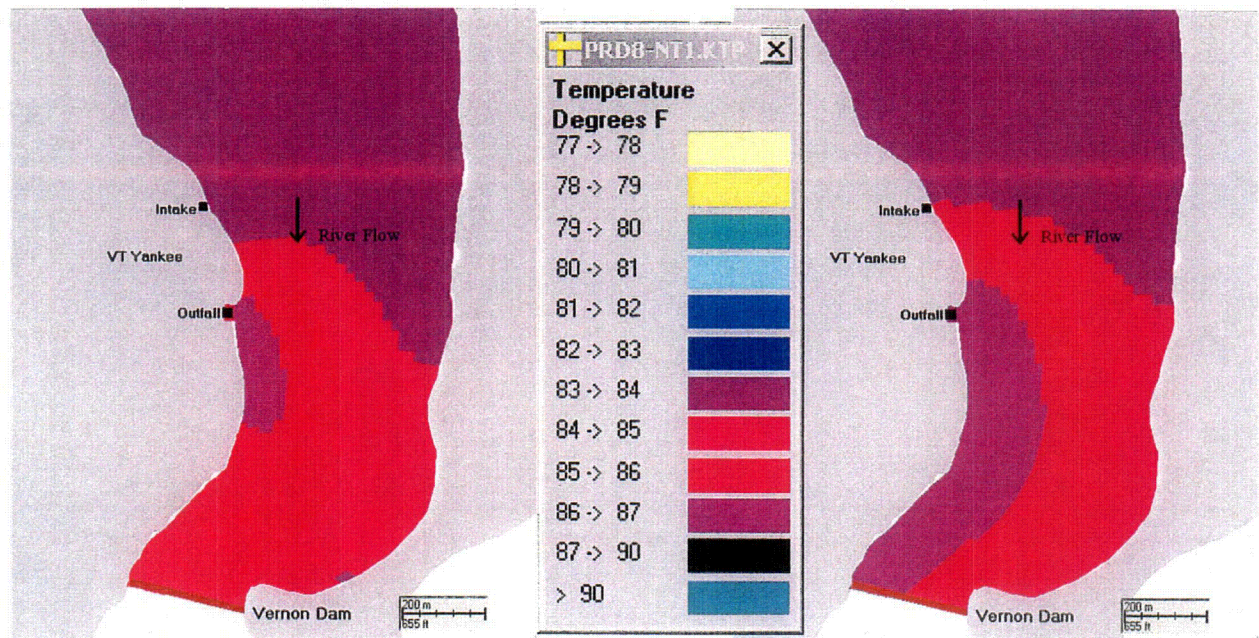 Intake
River Flow
VT Yankee
Outfall
Vernon Dam
200 m
655 ft
PRD8-NT1.KTP
Temperature
Degrees F
77 -> 78
78 -> 79
79 -> 80
80 -> 81
81 -> 82
82 -> 83
83 -> 84
84 -> 85
85 -> 86
86 -> 87
87 -> 90
> 90
Intake
River Flow
VT Yankee
Outfall
Vernon Dam
200 m
655 ft